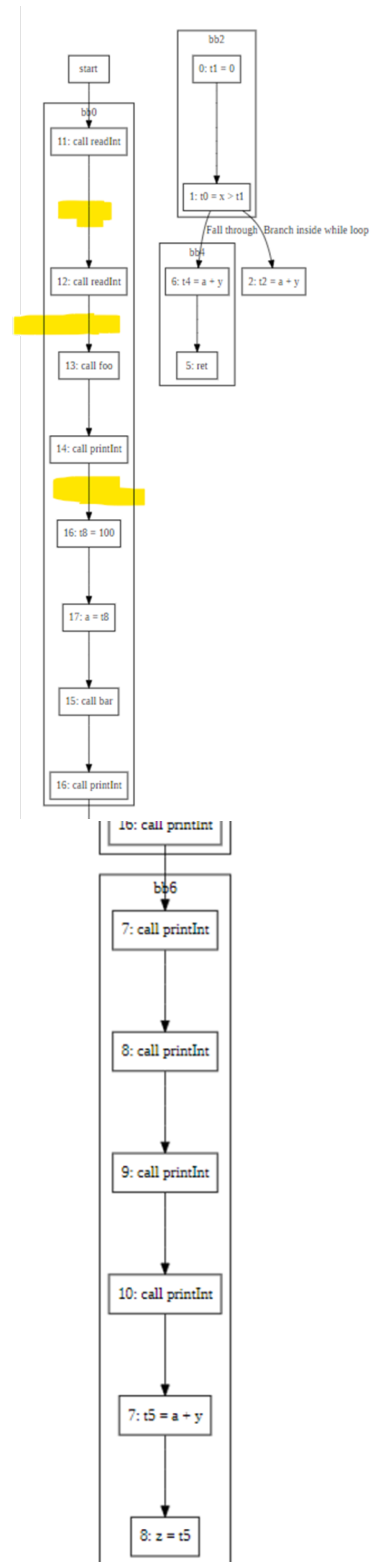 start
bb0
11: call readInt
12: call readInt
13: call foo
14: call printInt
16: t8 = 100
17: a = t8
15: call bar
16: call printInt
bb2
0: t1 = 0
1: t0 = x > t1
Fall through
Branch inside while loop
bb4
6: t4 = a + y
2: t2 = a + y
5: ret
16: call printInt
bb6
7: call printInt
8: call printInt
9: call printInt
10: call printInt
7: t5 = a + y
8: z = t5